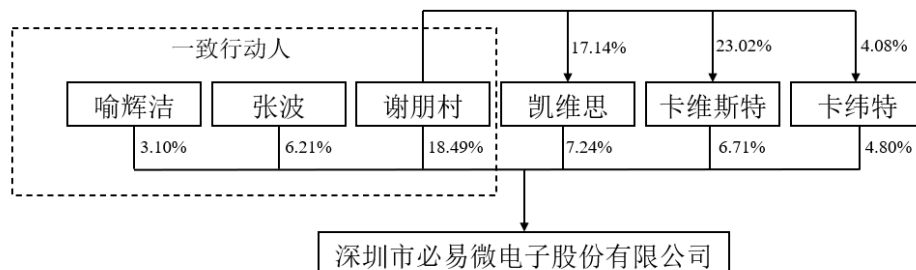 一致行动人
17.14%
23.02%
4.08%
喻辉洁
张波
谢朋村
凯维思
卡维斯特
卡纬特
3.10%
6.21%
18.49%
7.24%
6.71%
4.80%
深圳市必易微电子股份有限公司